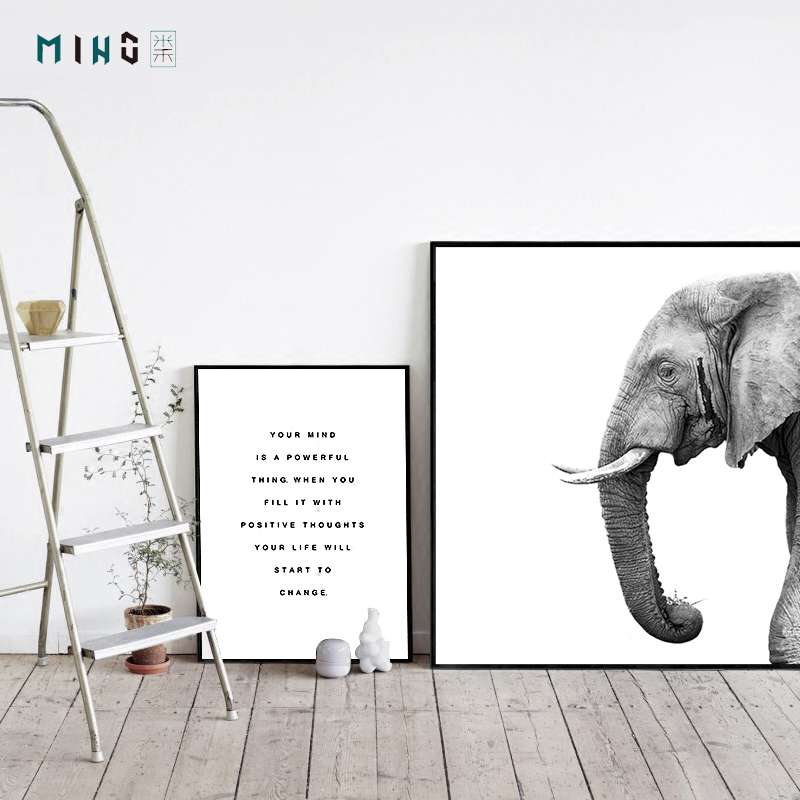 MING
YOUR MIND
IS A POWERFUL
THING. WHEN YOU
FILL IT WITH
POSITIVE THOUGHTS
YOUR LIFE WILL
START TO
CHANGE.